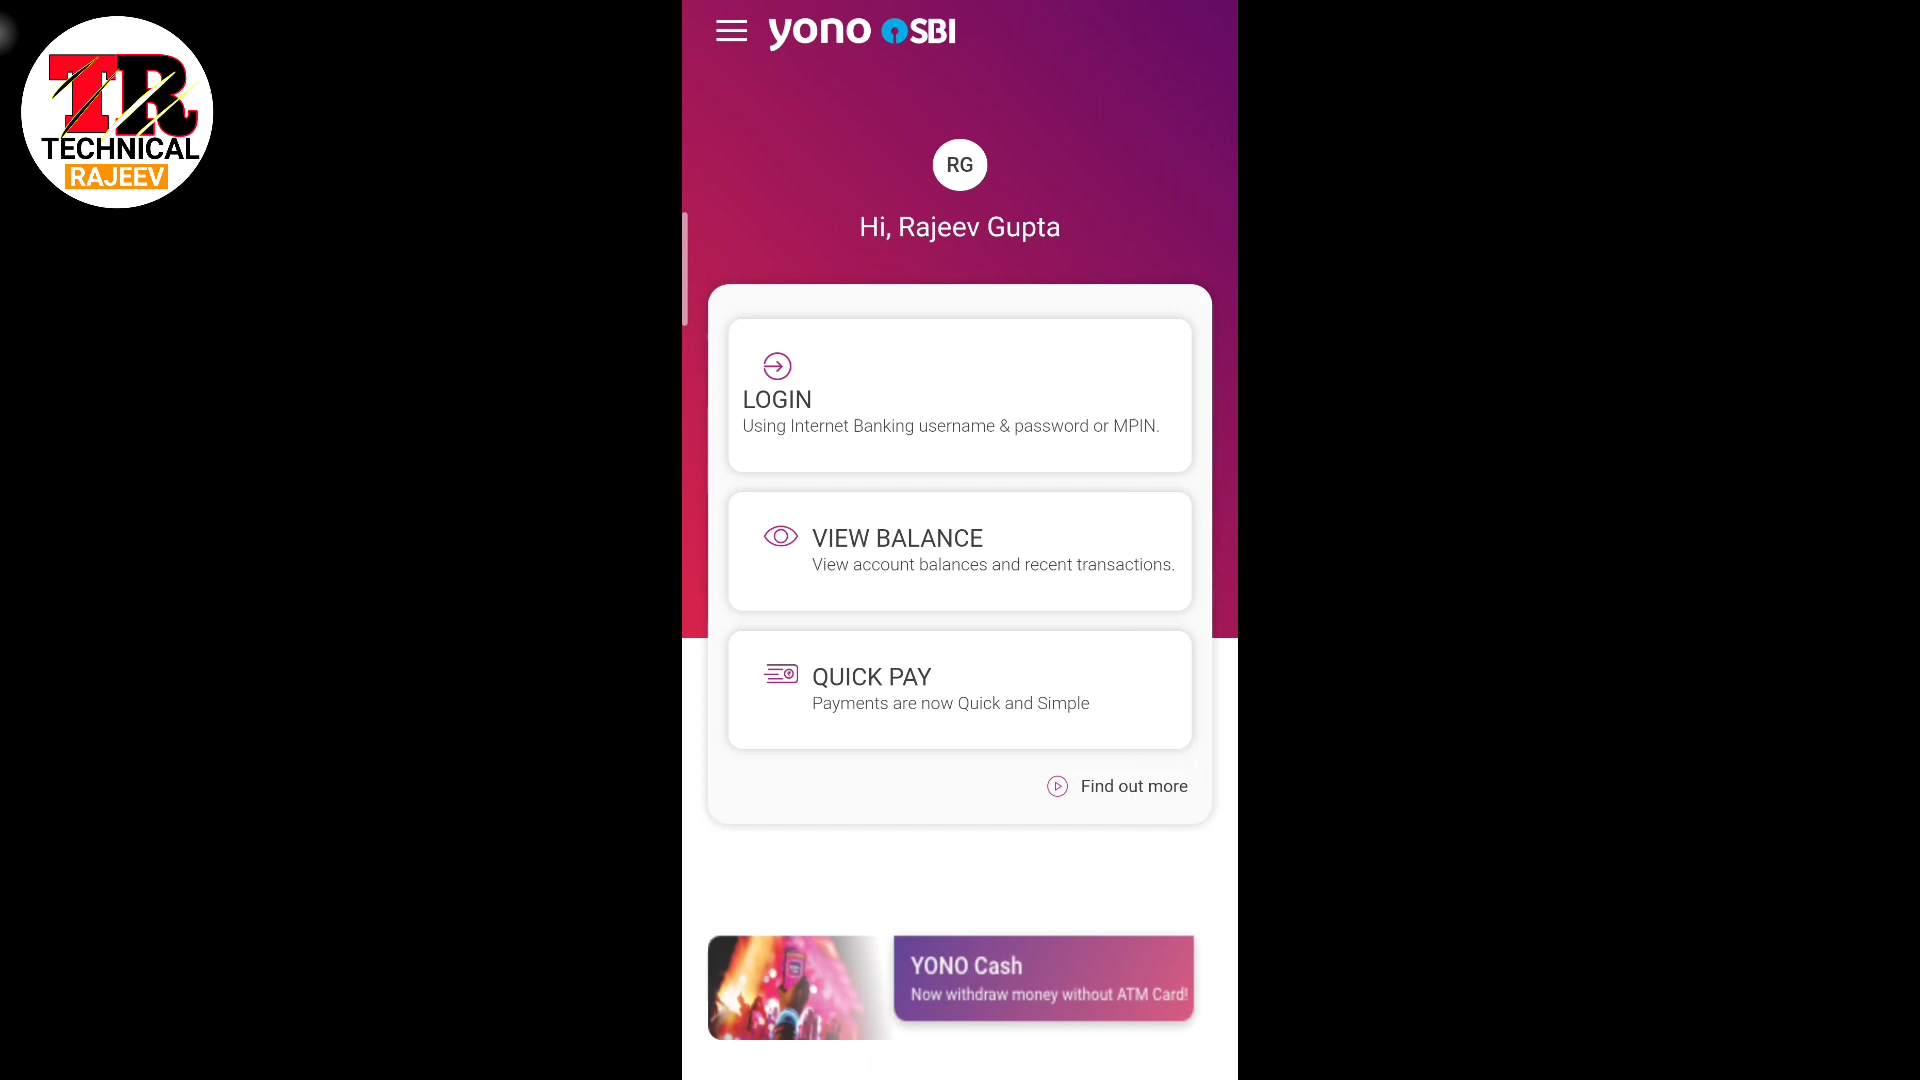 TR
TECHNICAL
RAJEEV
yono SBI
RG
Hi, Rajeev Gupta
LOGIN
Using Internet Banking username & password or MPIN.
VIEW BALANCE
View account balances and recent transactions.
QUICK PAY
Payments are now Quick and Simple
Find out more
YONO Cash
Now withdraw money without ATM Card!